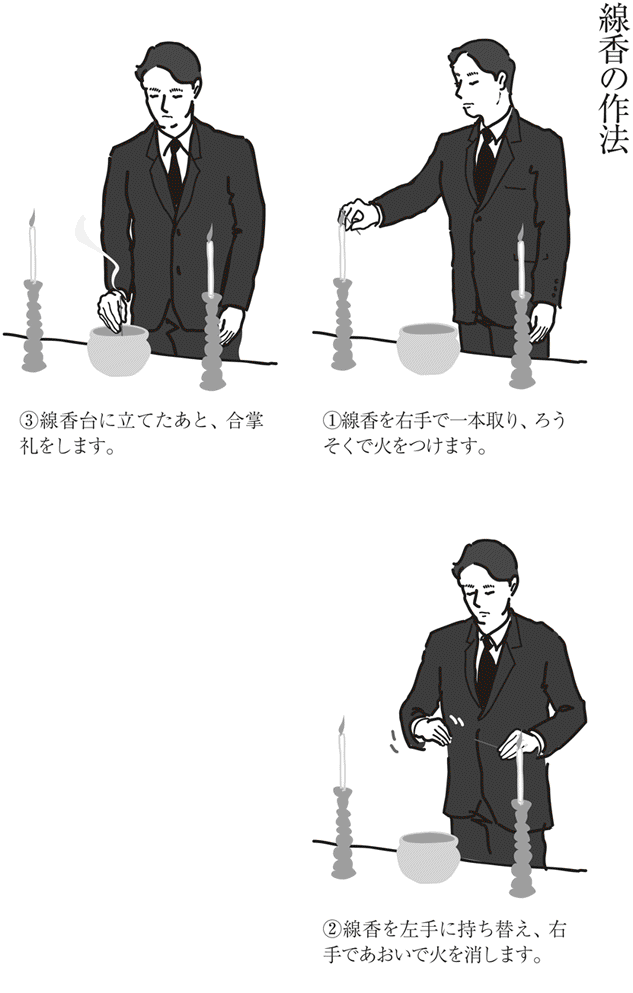 線香の作法
①線香を右手で一本取り、ろう
そくで火をつけます。
②線香を左手に持ち替え、右
手であおいで火を消します。
③線香台に立てたあと、合掌
礼をします。